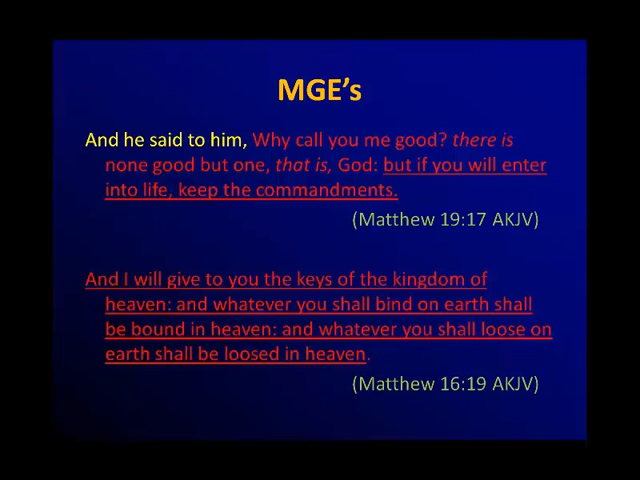 MGE's
And he said to him, Why call you me good? there is
none good but one, that is, God: but if you will enter
into life, keep the commandments.
(Matthew 19:17 AKJV)
And I will give to you the keys of the kingdom of
heaven: and whatever you shall bind on earth shall
be bound in heaven: and whatever you shall loose on
earth shall be loosed in heaven.
(Matthew 16:19 AKJV)